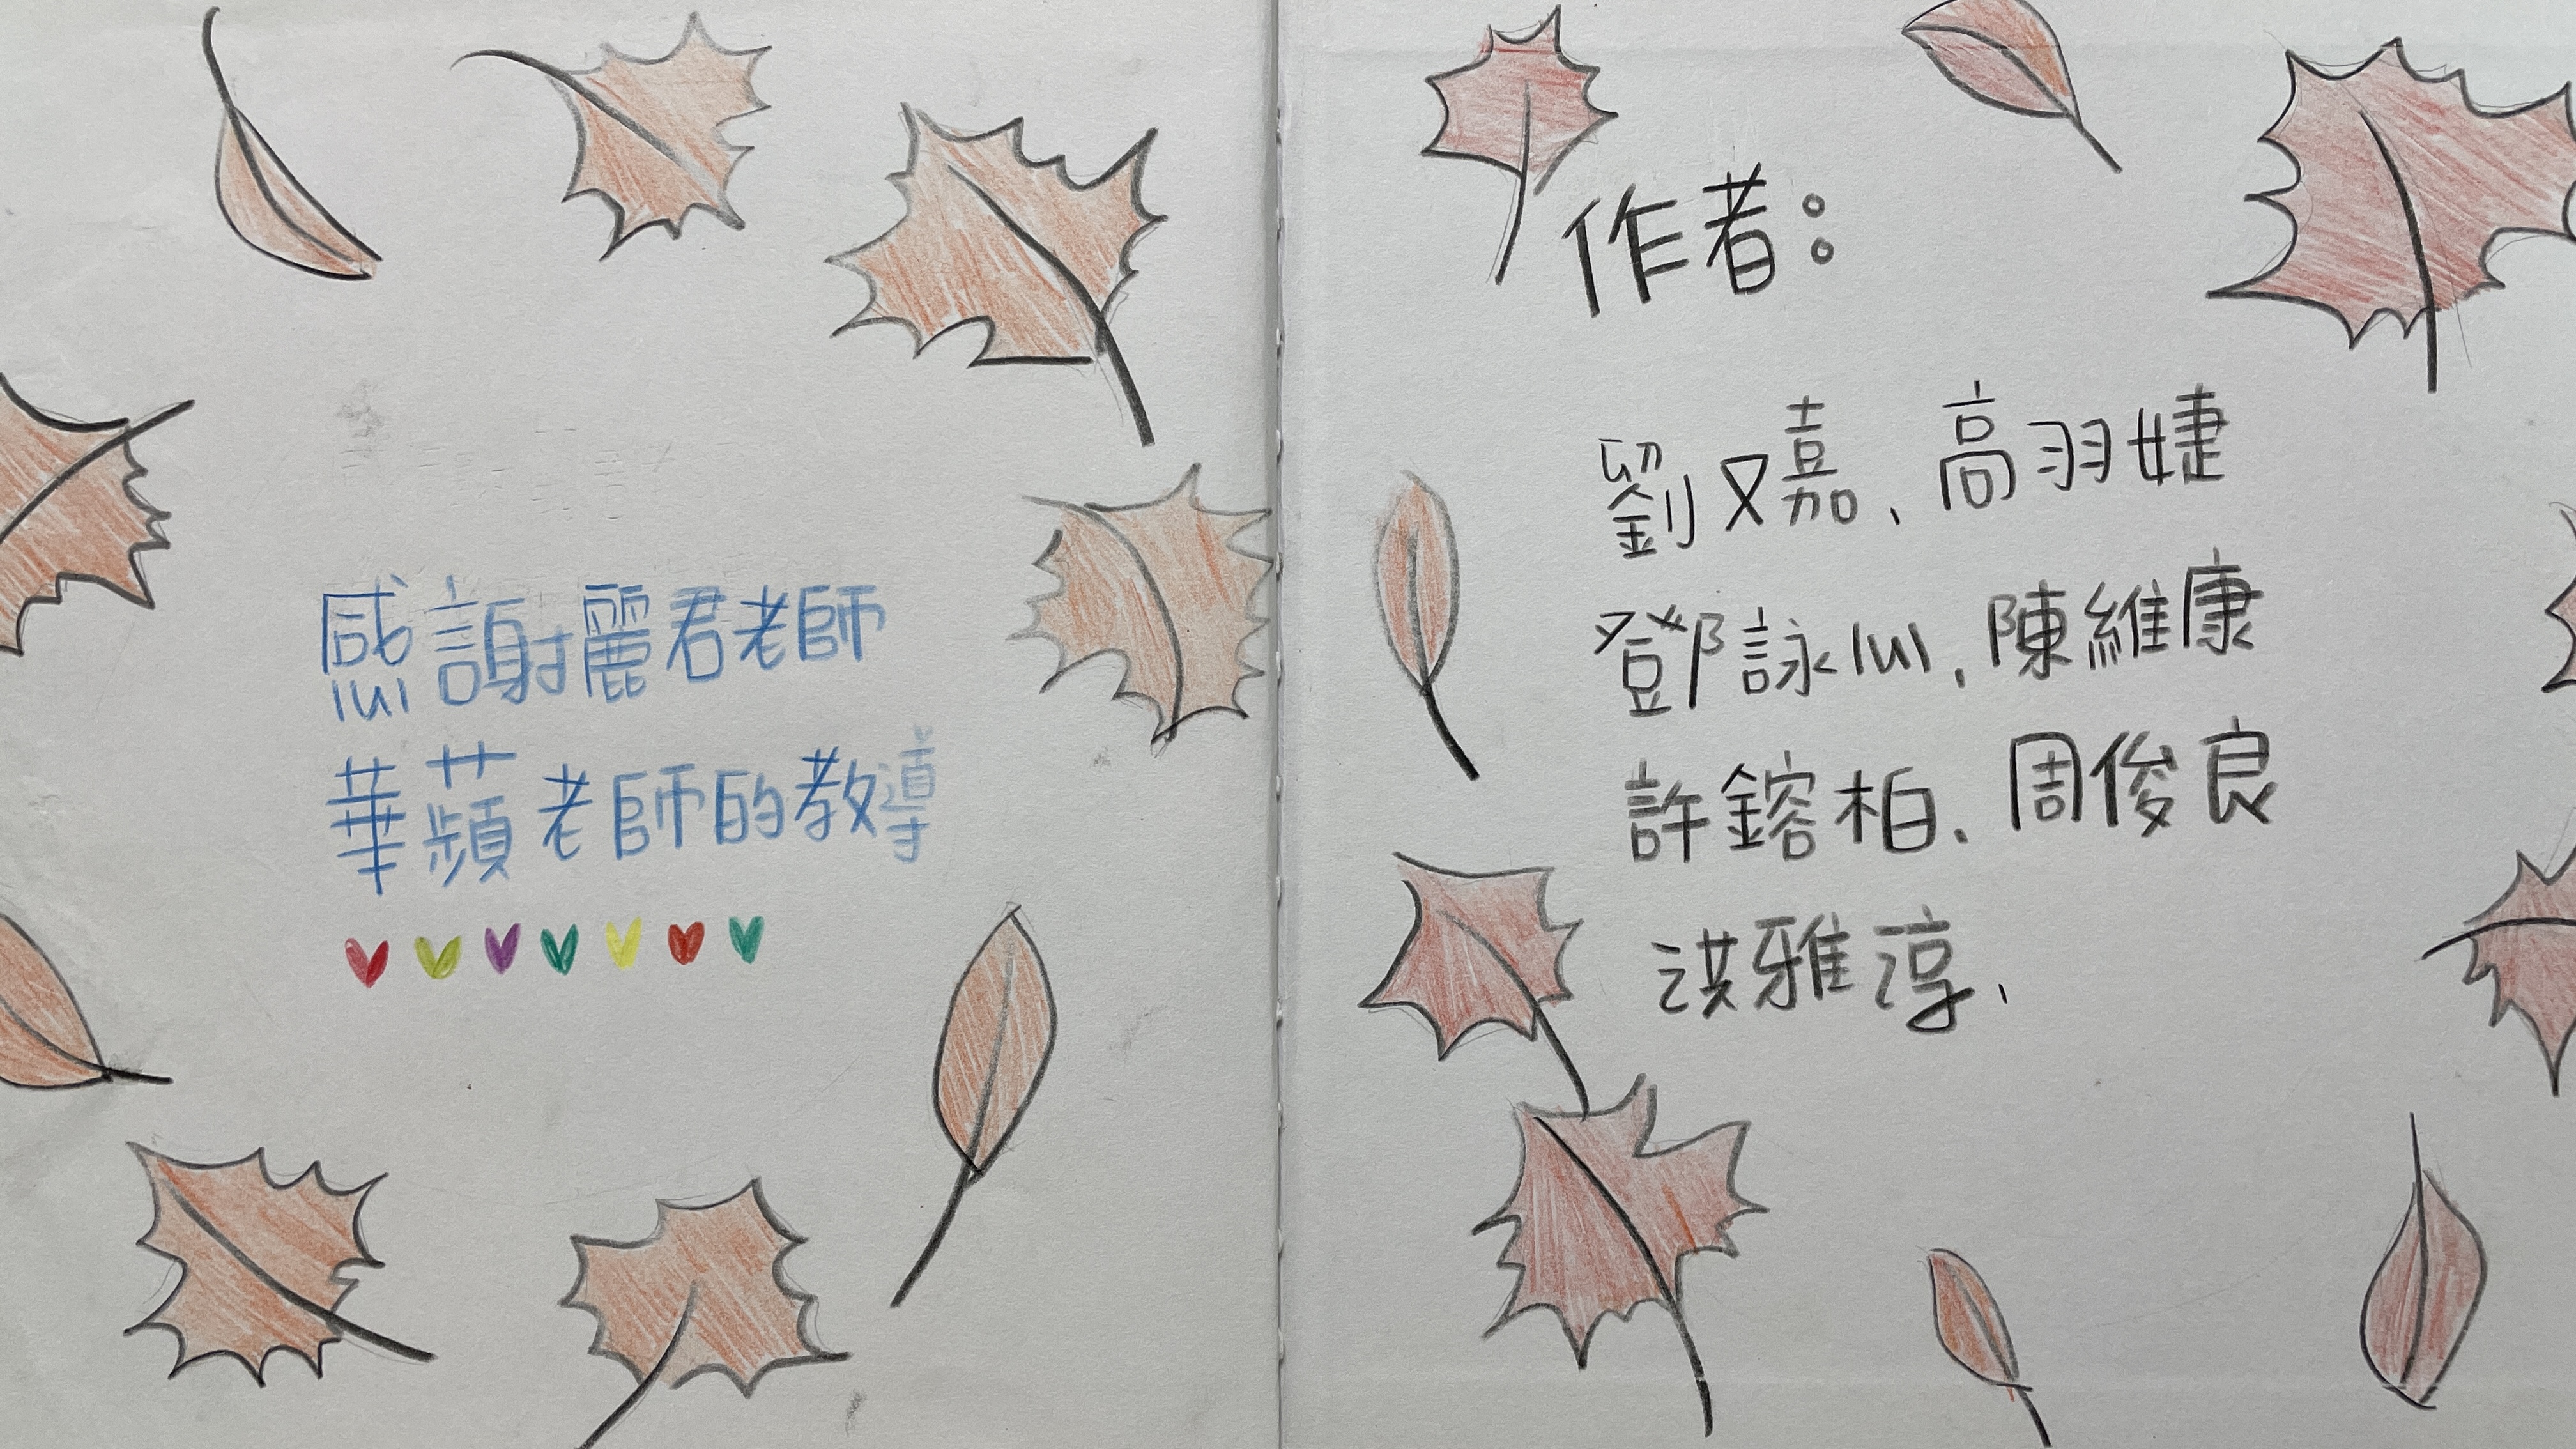 感謝麗君老師
華蘋老師的教導
作者：
劉又嘉、高羽婕
鄧詠心、陳維康
許鎔柏、周俊良
洪雅淳、